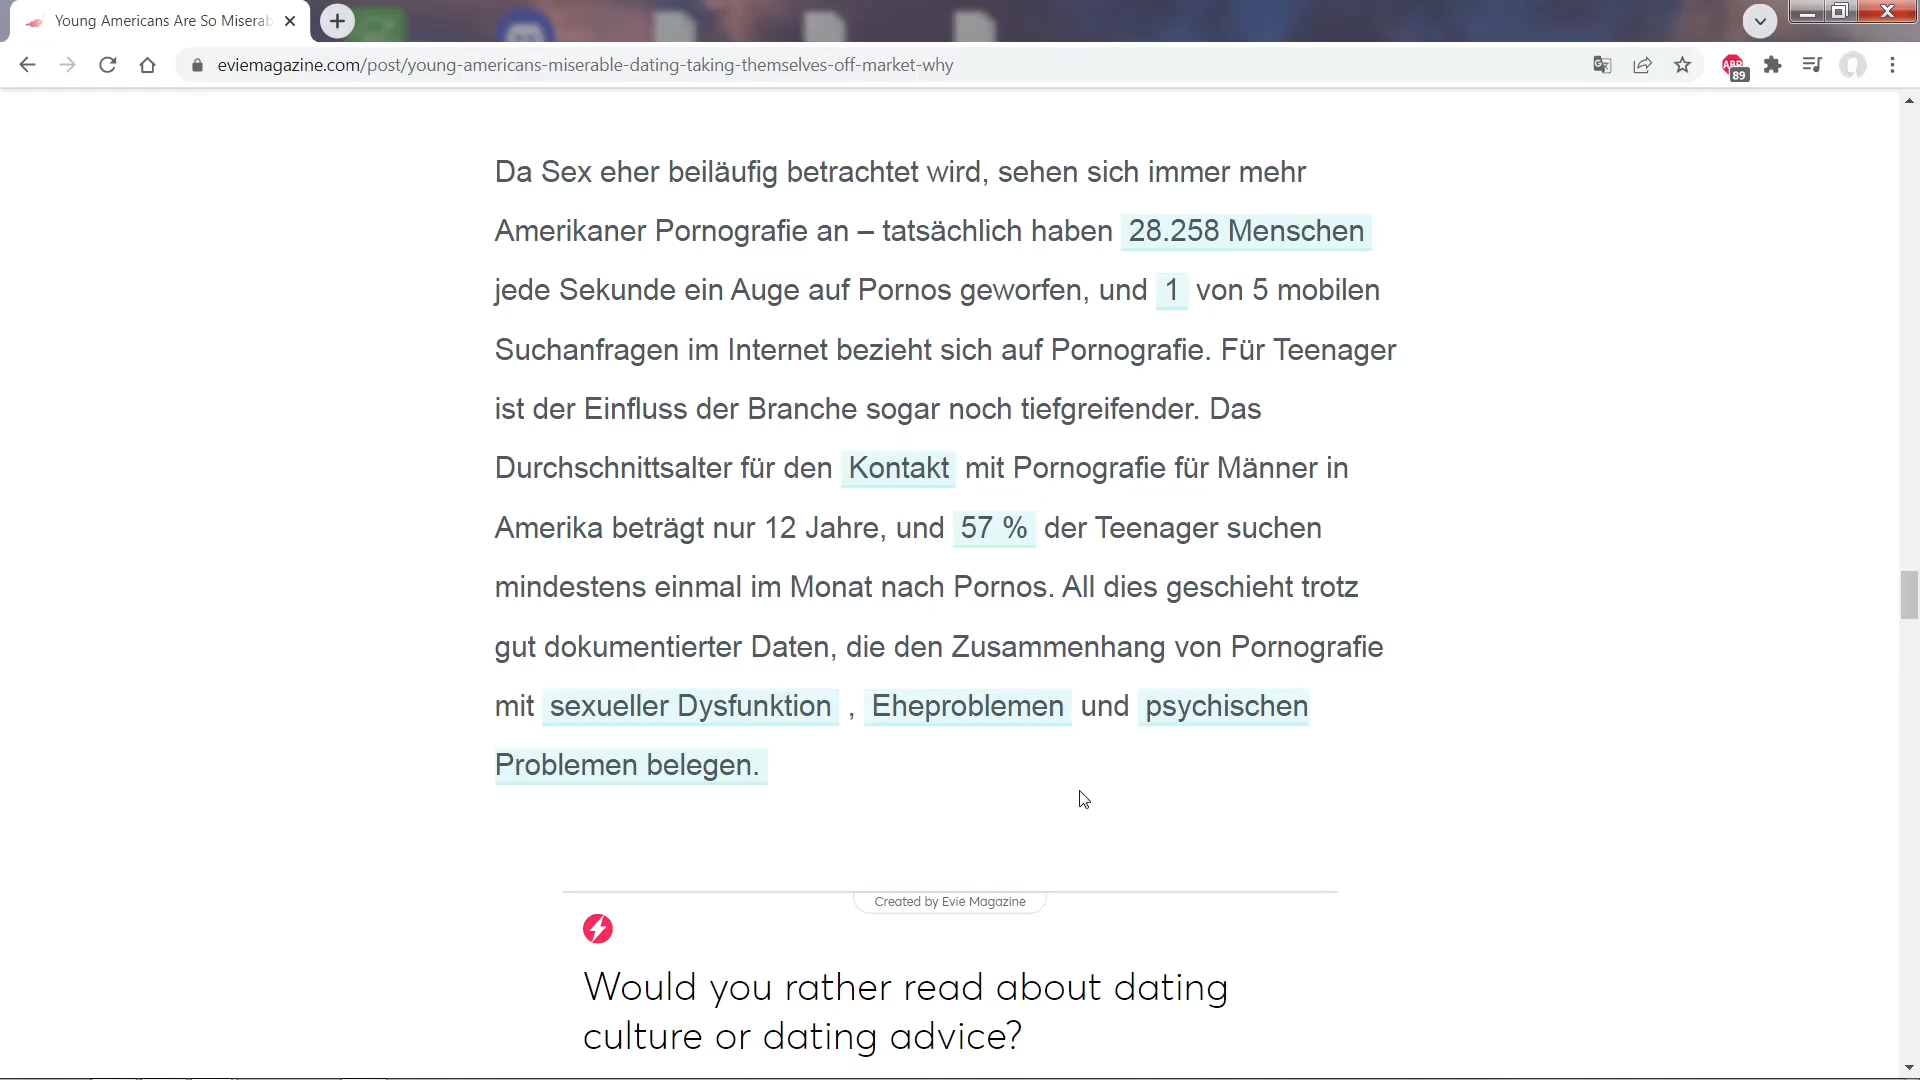 Young Americans Are So Miserab
eviemagazine.com/post/young-americans-miserable-dating-taking-themselves-off-market-why
ABP
89
Da Sex eher beiläufig betrachtet wird, sehen sich immer mehr
Amerikaner Pornografie an – tatsächlich haben 28.258 Menschen
jede Sekunde ein Auge auf Pornos geworfen, und 1 von 5 mobilen
Suchanfragen im Internet bezieht sich auf Pornografie. Für Teenager
ist der Einfluss der Branche sogar noch tiefgreifender. Das
Durchschnittsalter für den Kontakt mit Pornografie für Männer in
Amerika beträgt nur 12 Jahre, und 57 % der Teenager suchen
mindestens einmal im Monat nach Pornos. All dies geschieht trotz
gut dokumentierter Daten, die den Zusammenhang von Pornografie
mit sexueller Dysfunktion , Eheproblemen und psychischen
Problemen belegen.
Created by Evie Magazine
Would you rather read about dating
culture or dating advice?